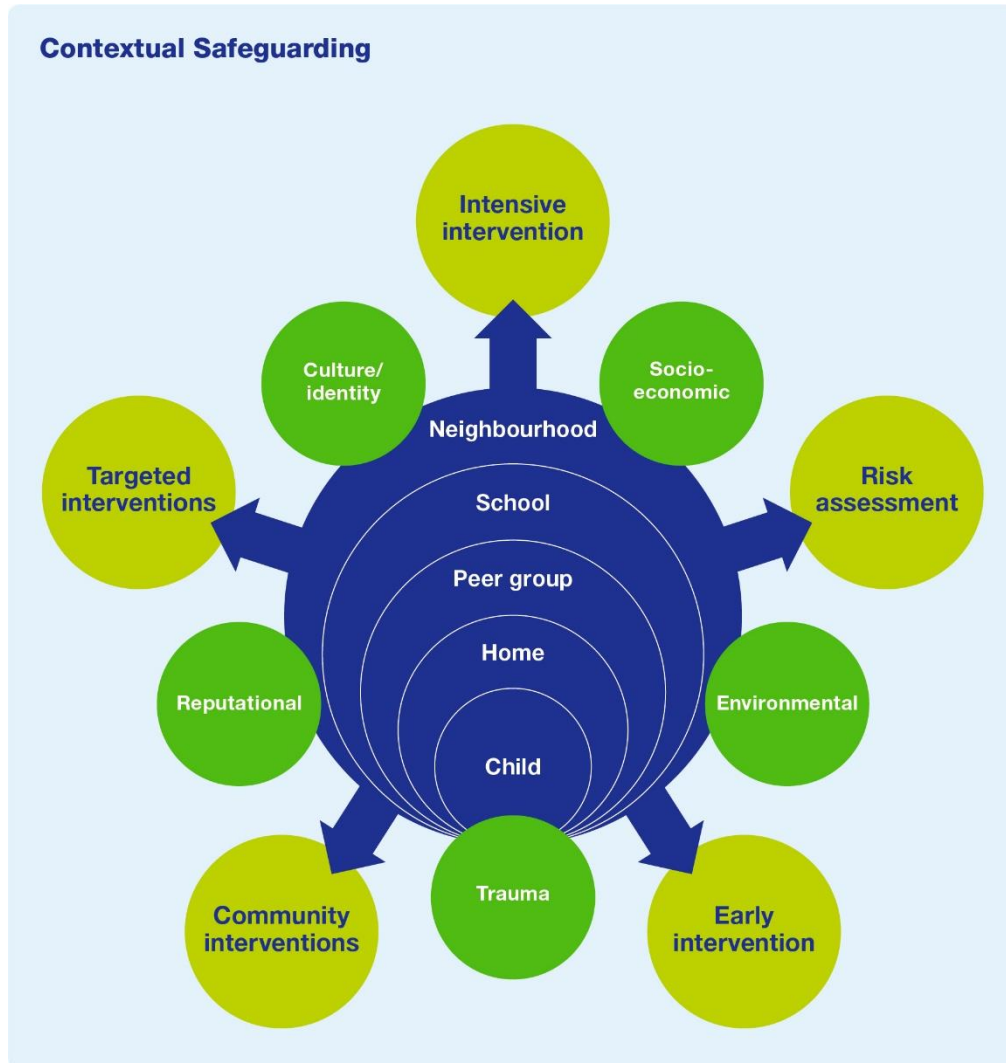 Contextual Safeguarding
Intensive
intervention
Culture/
identity
Socio-
economic
Neighbourhood
Targeted
interventions
Risk
assessment
School
Peer group
Home
Reputational
Environmental
Child
Trauma
Community
interventions
Early
intervention